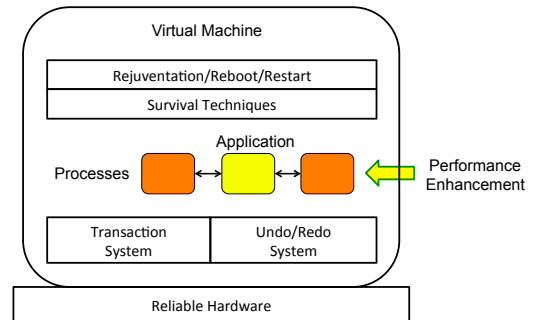 Virtual Machine
Rejuventation/Reboot/Restart
Survival Techniques
Application
Processes
Performance
Enhancement
Transaction
System
Undo/Redo
System
Reliable Hardware